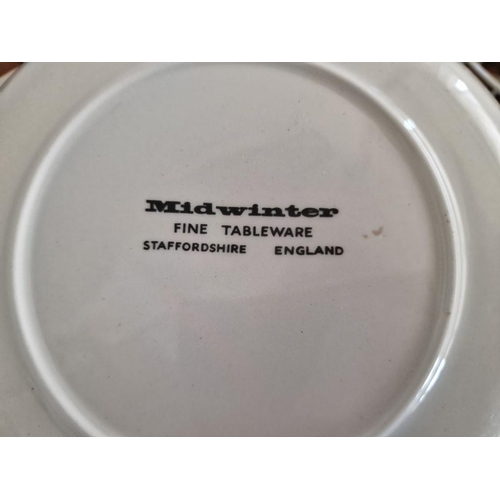 Midwinter
FINE TABLEWARE
STAFFORDSHIRE ENGLAND